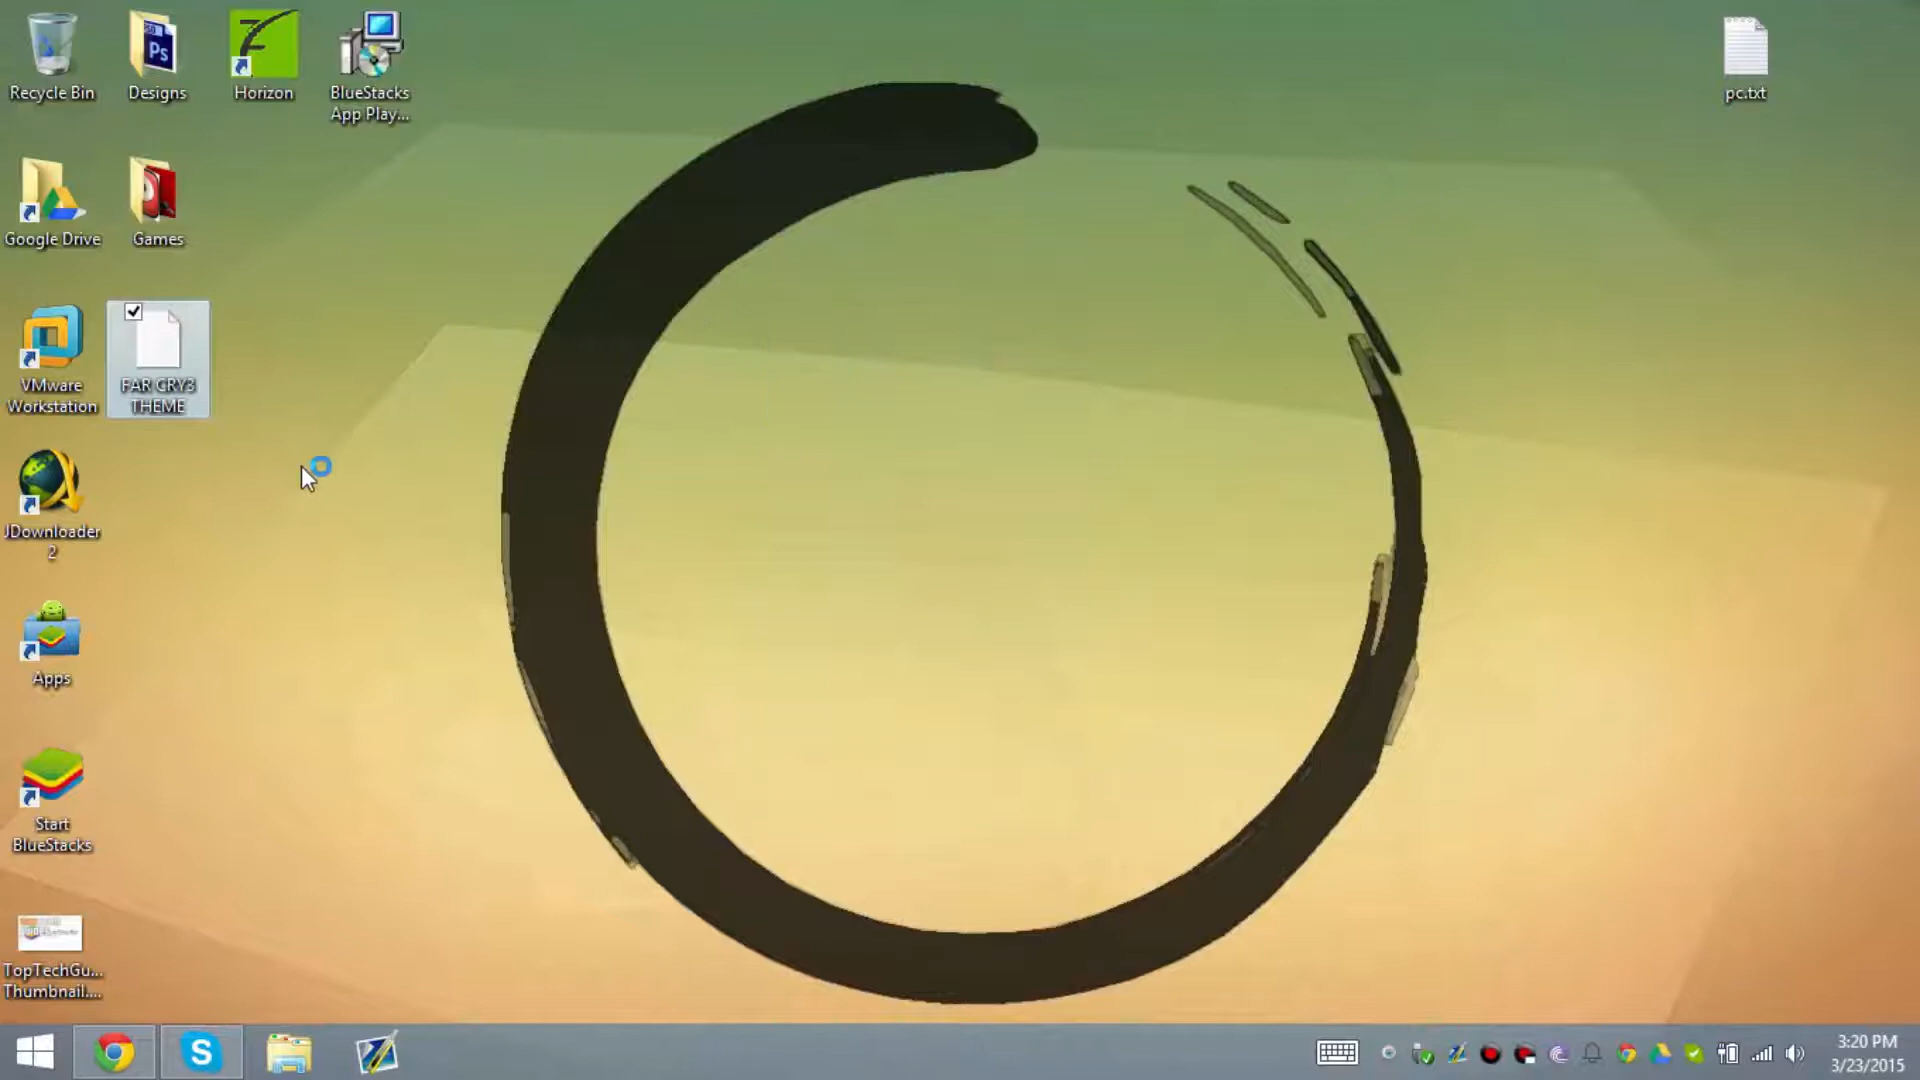 Recycle Bin
Designs
Horizon
BlueStacks
App Play...
pc.txt
Ps
Google Drive
Games
VMware
Workstation
FAR CRY3
THEME
JDownloader
2
Apps
Start
BlueStacks
TopTechGu...
Thumbnail....
S
3:20 PM
3/23/2015